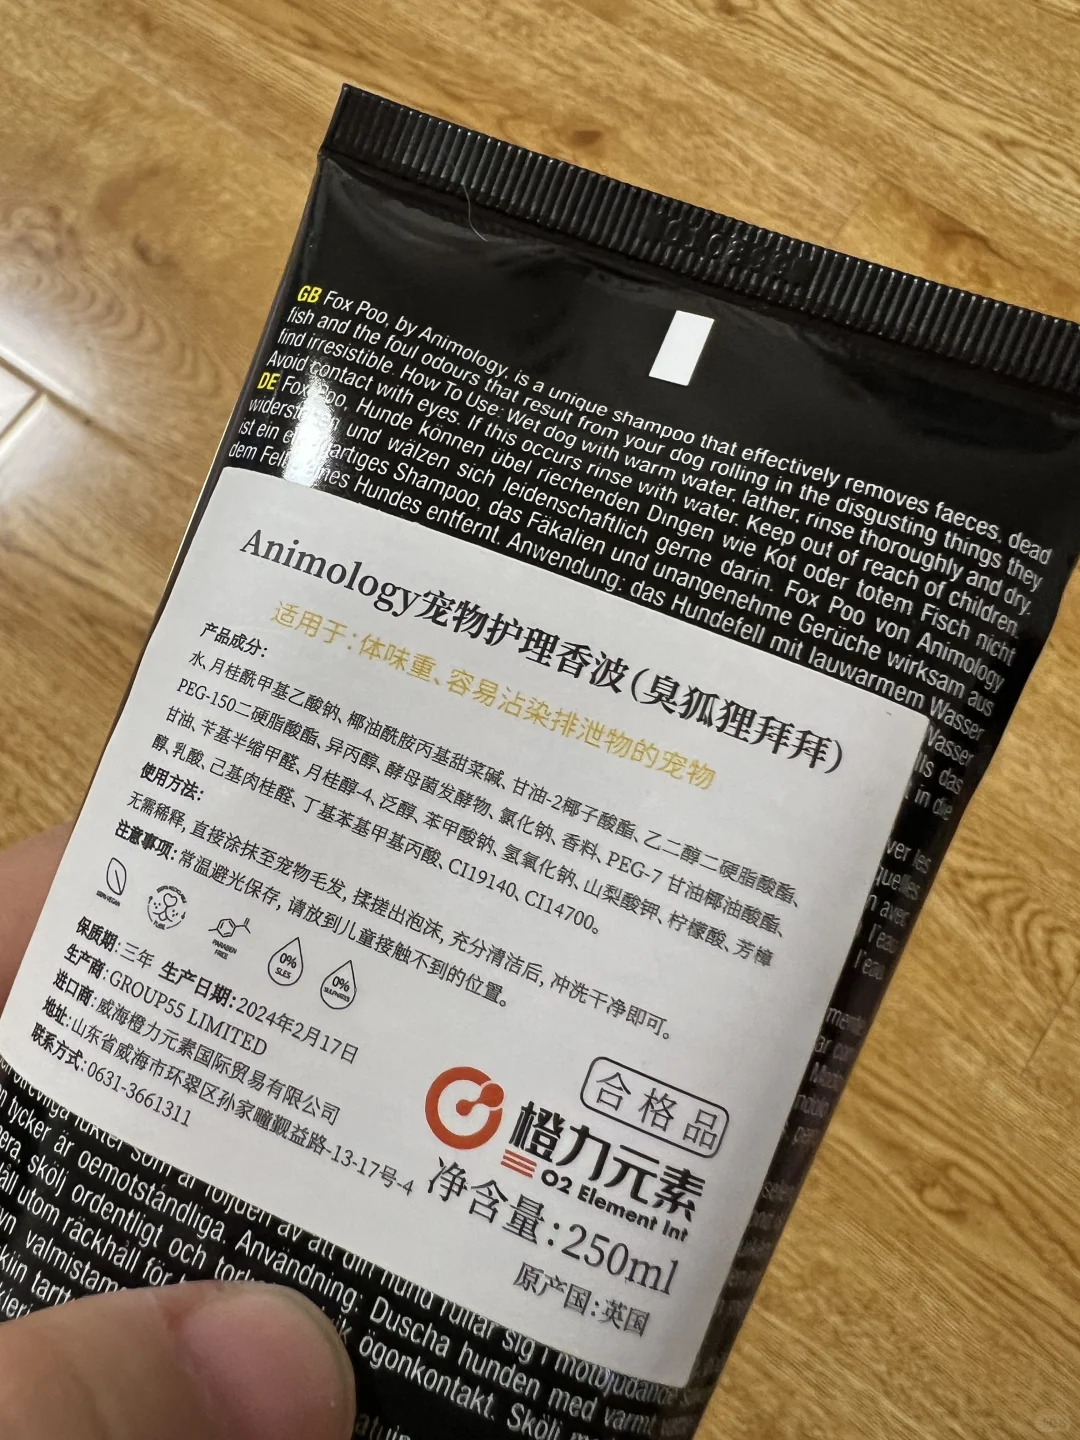 GB Fox Poo, by Animology, is a unique shampoo that effectively removes faeces, dead
fish and the foul odours that result from your dog rolling in the disgusting things they
find irresistible. How To Use: Wet dog with warm water, lather, rinse thoroughly and dry.
Avoid contact with eyes. If this occurs rinse with water. Keep out of reach of children.
DE Fox Poo, Hunde können übel riechenden Dingen wie Kot oder totem Fisch nicht
und wälzen sich leidenschaftlich gerne darin. Fox Poo von Animology
ist ein Shampoo, das Fäkalien und unangenehme Gerüche wirksam aus
dem Fell Ihres Hundes entfernt. Anwendung: das Hundefell mit lauwarmem Wasser
Animology宠物护理香波(臭狐狸拜拜)
适用于:体味重、容易沾染排泄物的宠物
产品成分:
水、月桂酰甲基乙酸钠、椰油酰胺丙基甜菜碱、甘油-2椰子酸酯、乙二醇二硬脂酸酯、
PEG-150二硬脂酸酯、异丙醇、酵母菌发酵物、氯化钠、香料、PEG-7 甘油椰油酸酯、
甘油、苄基半缩甲醛、月桂醇-4、泛醇、苯甲酸钠、氢氧化钠、山梨酸钾、柠檬酸、芳樟
醇、乳酸、己基肉桂醛、丁基苯基甲基丙酸、CI19140、CI14700。
使用方法:
无需稀释,直接涂抹至宠物毛发,揉搓出泡沫,充分清洁后,冲洗干净即可。
注意事项:常温避光保存,请放到儿童接触不到的位置。
100% VEGAN
TUBE
PARABEN FREE
0% SLES
0% SULPHATES
保质期:三年 生产日期:2024年2月17日
生产商:GROUP55 LIMITED
进口商:威海橙力元素国际贸易有限公司
地址:山东省威海市环翠区孙家疃觐益路-13-17号-4
联系方式:0631-3661311
合格品
橙力元素
O2 Element Int
净含量:250ml
原产国:英国
tycker är oemotståndliga. Användning: Duscha hunden med varmt
skölj ordentligt och
utom räckhåll för
ögonkontakt. Skölj